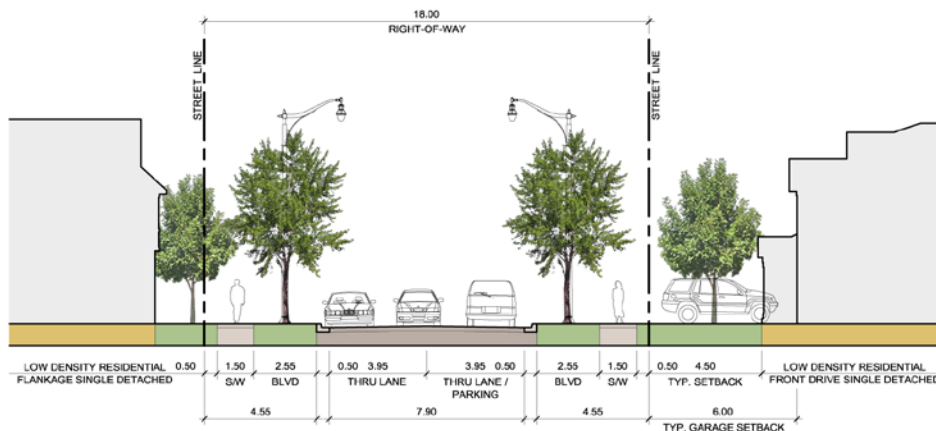 18.00
RIGHT-OF-WAY
STREET LINE
STREET LINE
LOW DENSITY RESIDENTIAL
FLANKAGE SINGLE DETACHED
0.50
1.50
S/W
2.55
BLVD
0.50 3.95
THRU LANE
3.95 0.50
THRU LANE /
PARKING
2.55
BLVD
1.50
S/W
0.50 4.50
TYP. SETBACK
LOW DENSITY RESIDENTIAL
FRONT DRIVE SINGLE DETACHED
4.55
7.90
4.55
6.00
TYP. GARAGE SETBACK